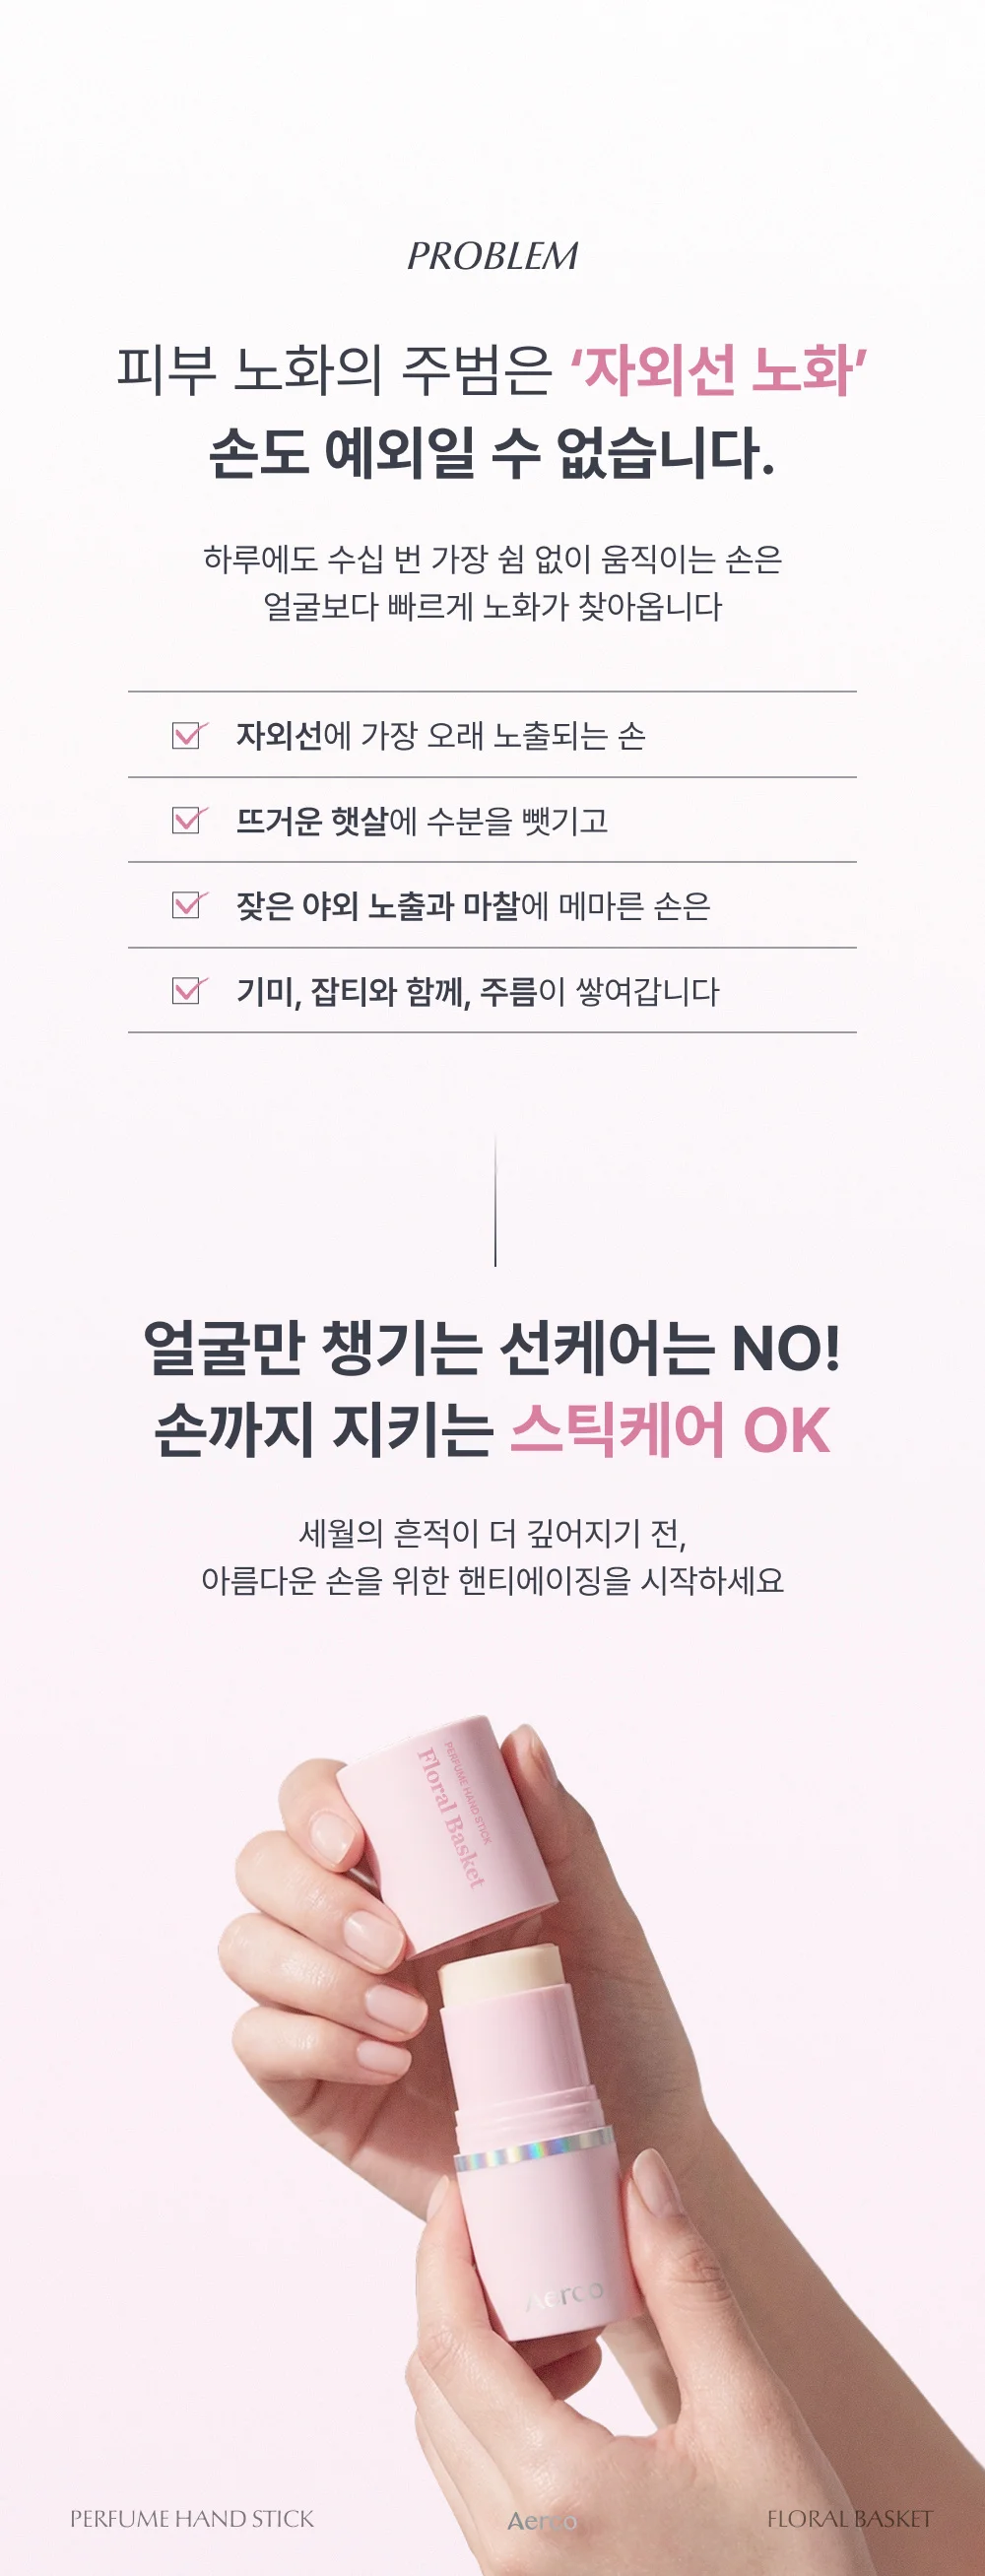 PROBLEM
피부 노화의 주범은 ‘자외선 노화’
손도 예외일 수 없습니다.
하루에도 수십 번 가장 쉼 없이 움직이는 손은
얼굴보다 빠르게 노화가 찾아옵니다
자외선에 가장 오래 노출되는 손
뜨거운 햇살에 수분을 뺏기고
잦은 야외 노출과 마찰에 메마른 손은
기미, 잡티와 함께, 주름이 쌓여갑니다
얼굴만 챙기는 선케어는 NO!
손까지 지키는 스틱케어 OK
세월의 흔적이 더 깊어지기 전,
아름다운 손을 위한 핸티에이징을 시작하세요
PERFUME HAND STICK
Floral Basket
Aerco
PERFUME HAND STICK
Aerco
FLORAL BASKET